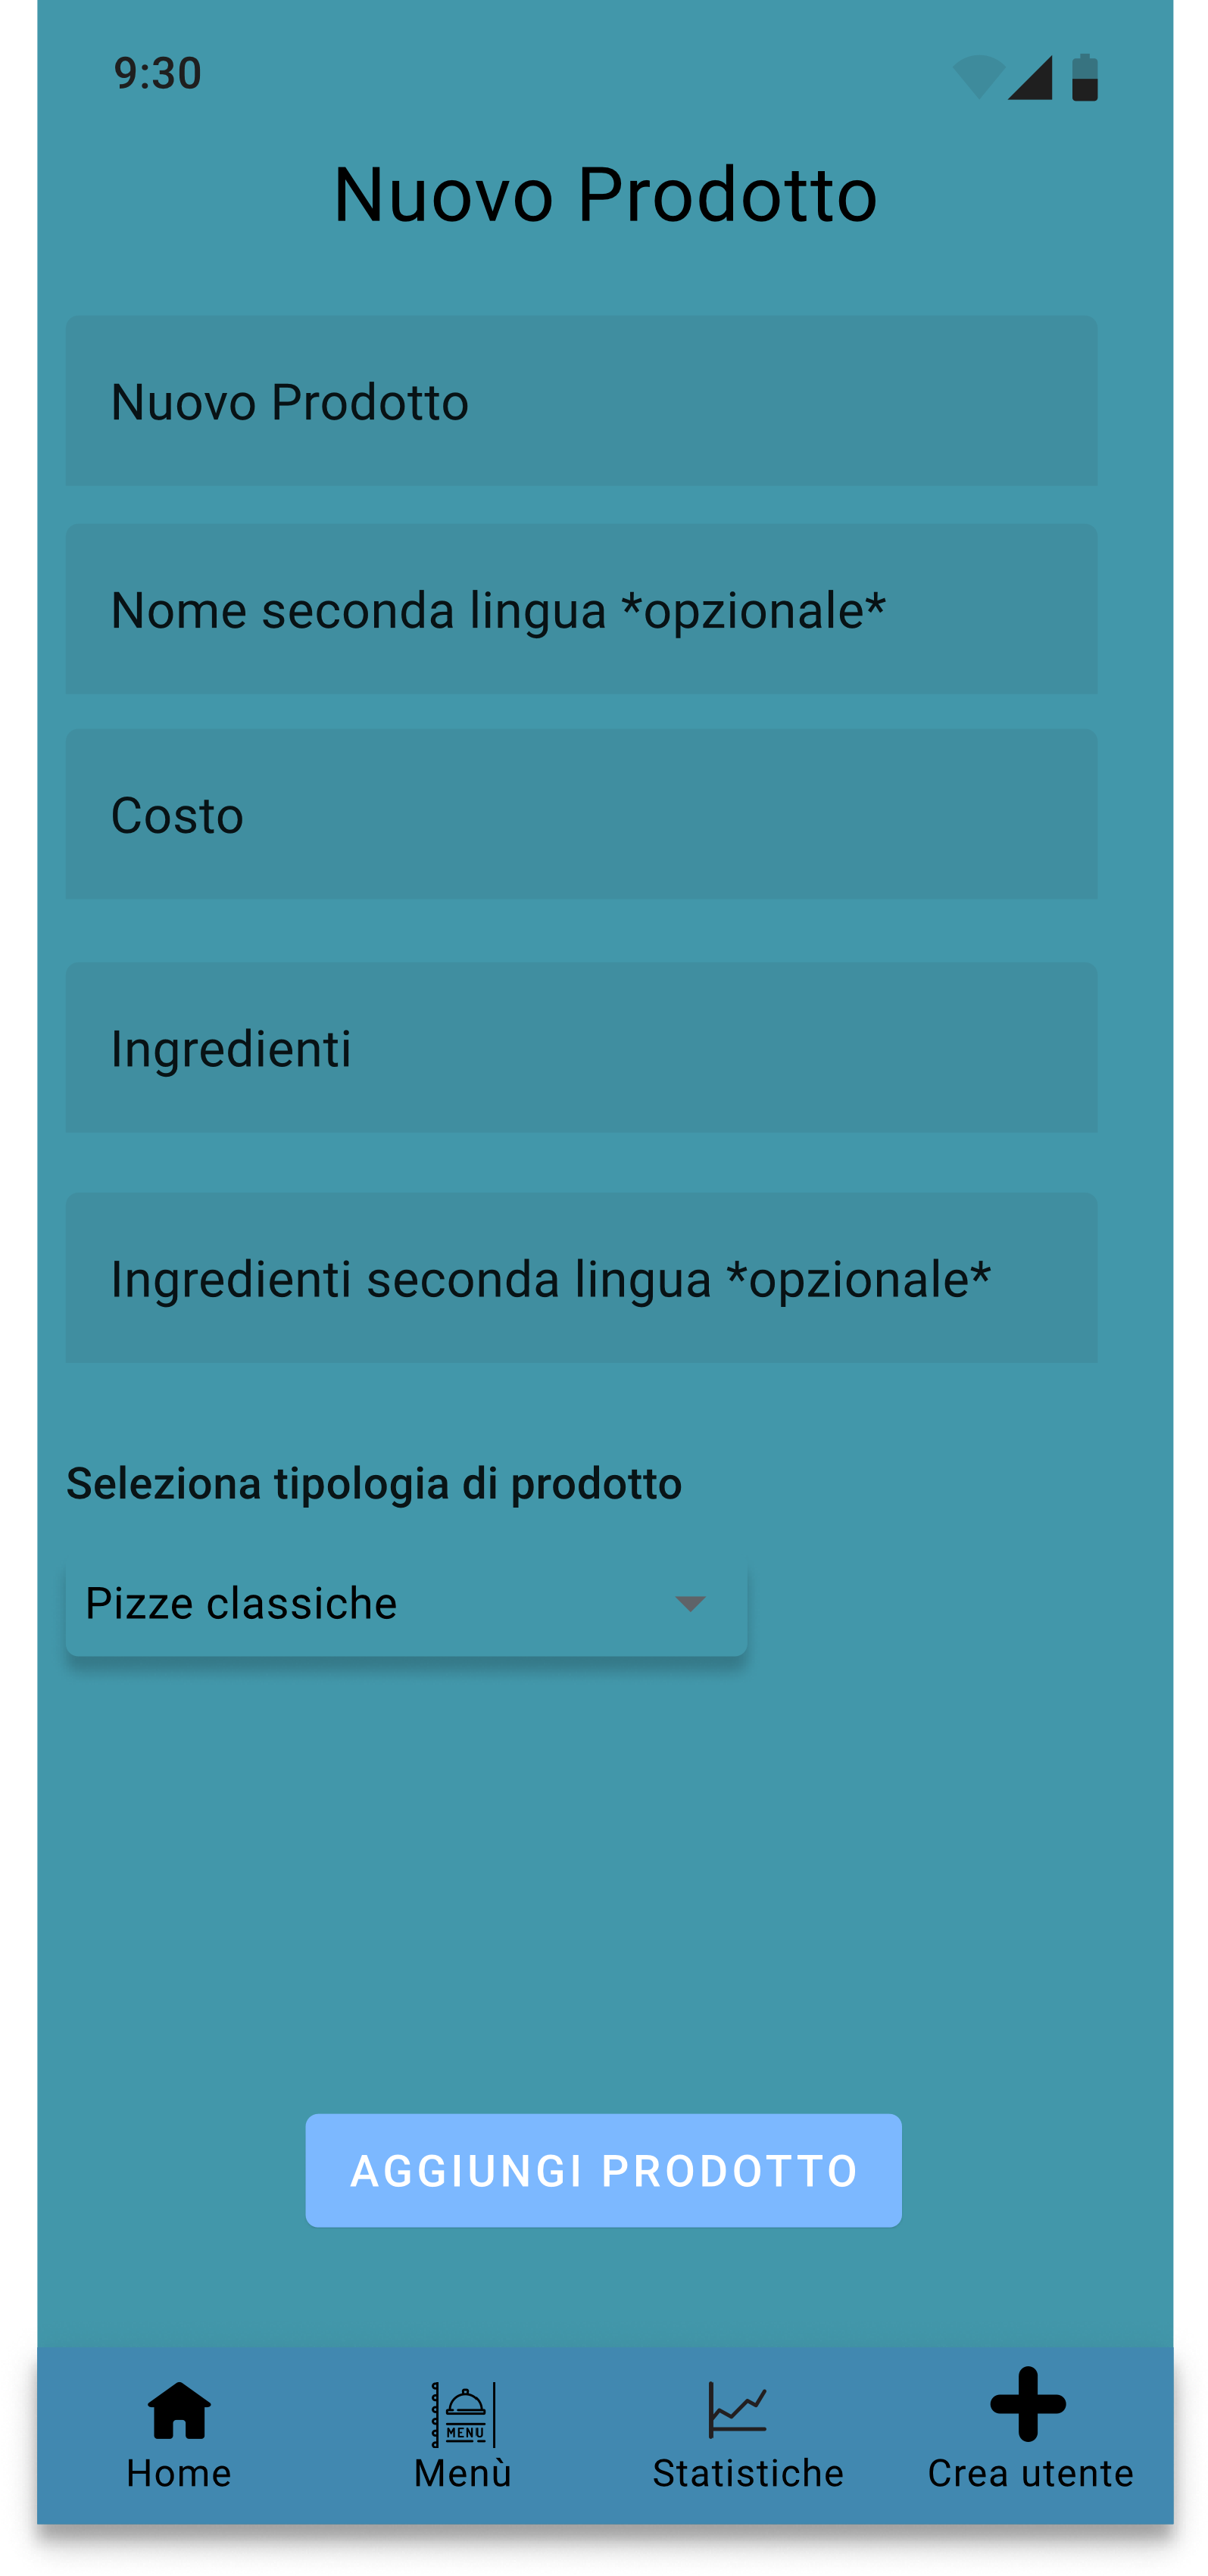 9:30
Nuovo Prodotto
Nuovo Prodotto
Nome seconda lingua *opzionale*
Costo
Ingredienti
Ingredienti seconda lingua *opzionale*
Seleziona tipologia di prodotto
Pizze classiche
AGGIUNGI PRODOTTO
MENU
Home
Menù
Statistiche
Crea utente